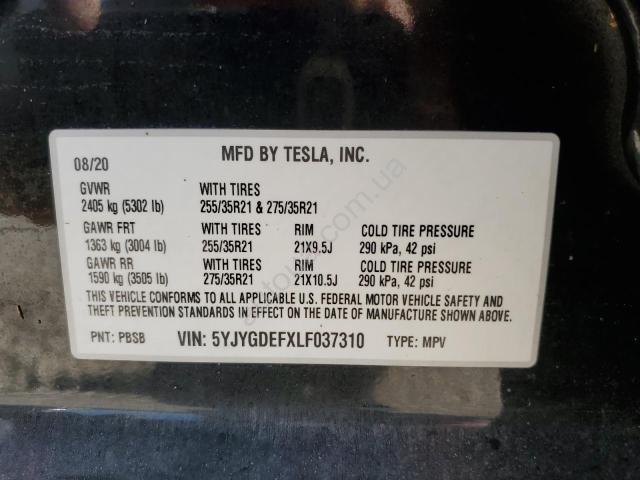 08/20 MFD BY TESLA, INC.
GVWR WITH TIRES
2405 kg (5302 lb) 255/35R21 & 275/35R21
GAWR FRT WITH TIRES RIM COLD TIRE PRESSURE
1363 kg (3004 lb) 255/35R21 21X9.5J 290 kPa, 42 psi
GAWR RR WITH TIRES RIM COLD TIRE PRESSURE
1590 kg (3505 lb) 275/35R21 21X10.5J 290 kPa, 42 psi
THIS VEHICLE CONFORMS TO ALL APPLICABLE U.S. FEDERAL MOTOR VEHICLE SAFETY AND
THEFT PREVENTION STANDARDS IN EFFECT ON THE DATE OF MANUFACTURE SHOWN ABOVE.
PNT: PBSB VIN: 5YJYGDEFXLF037310 TYPE: MPV